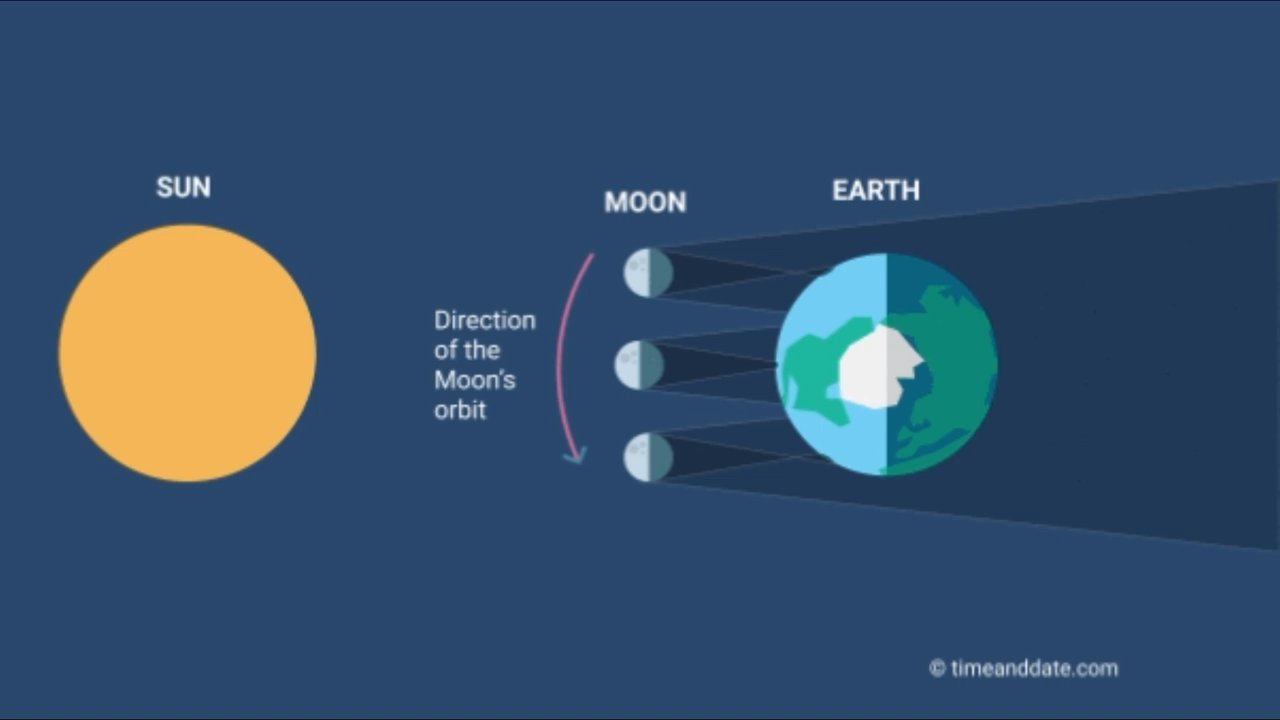 SUN
MOON
EARTH
Direction
of the
Moon's
orbit
© timeanddate.com